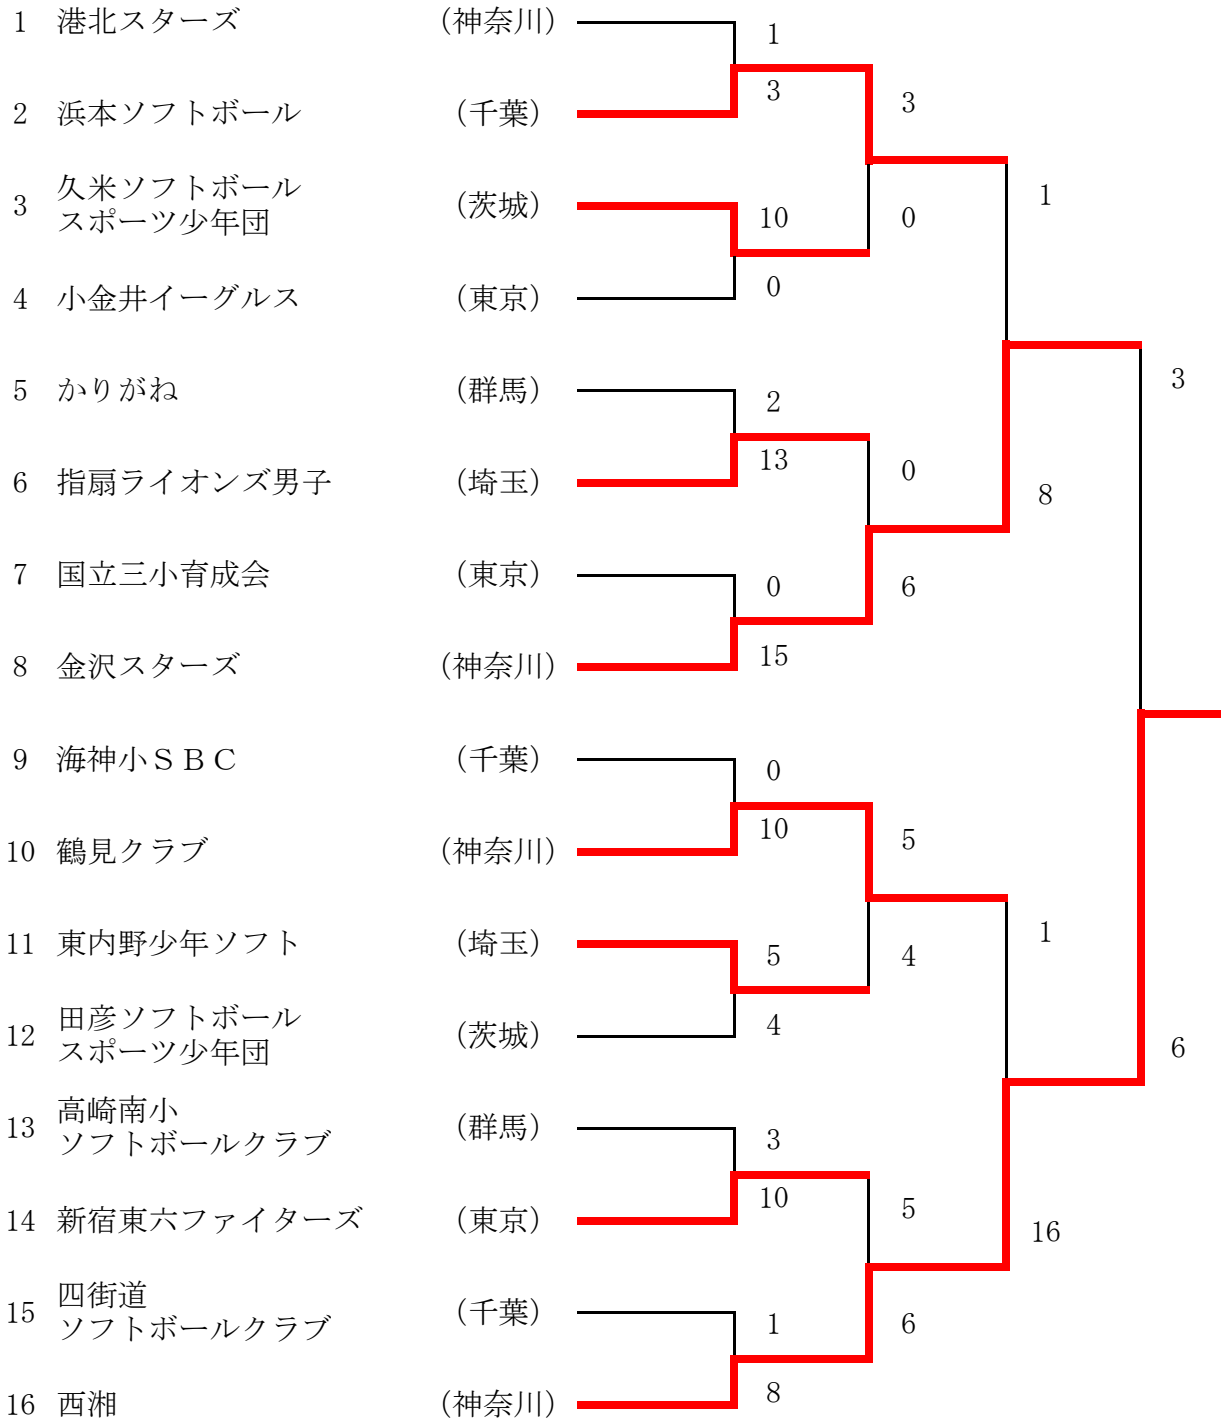 1 港北スターズ (神奈川)
1
3
2 浜本ソフトボール (千葉)
3
3 久米ソフトボール
スポーツ少年団 (茨城)
10
0
1
4 小金井イーグルス (東京)
0
5 かりがね (群馬)
2
3
6 指扇ライオンズ男子 (埼玉)
13
0
8
7 国立三小育成会 (東京)
0
6
8 金沢スターズ (神奈川)
15
9 海神小ＳＢＣ (千葉)
0
10 鶴見クラブ (神奈川)
10
5
11 東内野少年ソフト (埼玉)
5
4
1
12 田彦ソフトボール
スポーツ少年団 (茨城)
4
6
13 高崎南小
ソフトボールクラブ (群馬)
3
14 新宿東六ファイターズ (東京)
10
5
16
15 四街道
ソフトボールクラブ (千葉)
1
6
16 西湘 (神奈川)
8